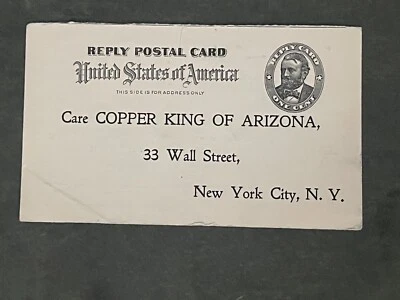 REPLY POSTAL CARD
United States of America
THIS SIDE IS FOR ADDRESS ONLY
REPLY CARD
ONE CENT
Care COPPER KING OF ARIZONA,
33 Wall Street,
New York City, N. Y.